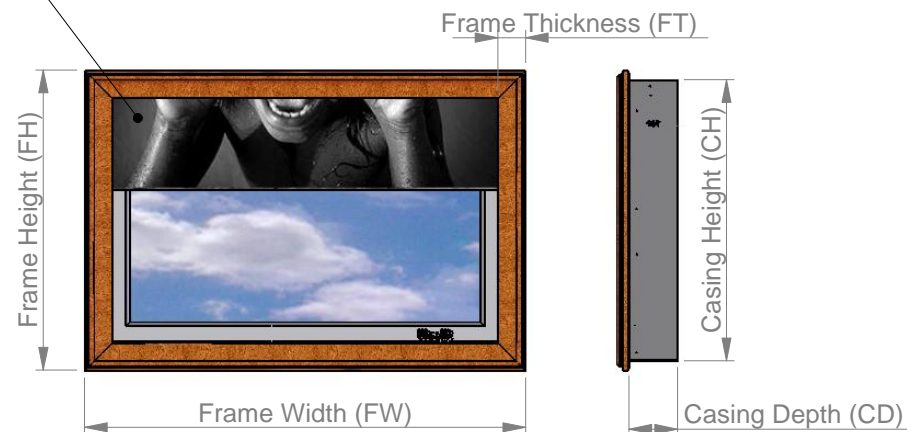 Frame Thickness (FT)
Frame Height (FH)
Casing Height (CH)
Frame Width (FW)
Casing Depth (CD)